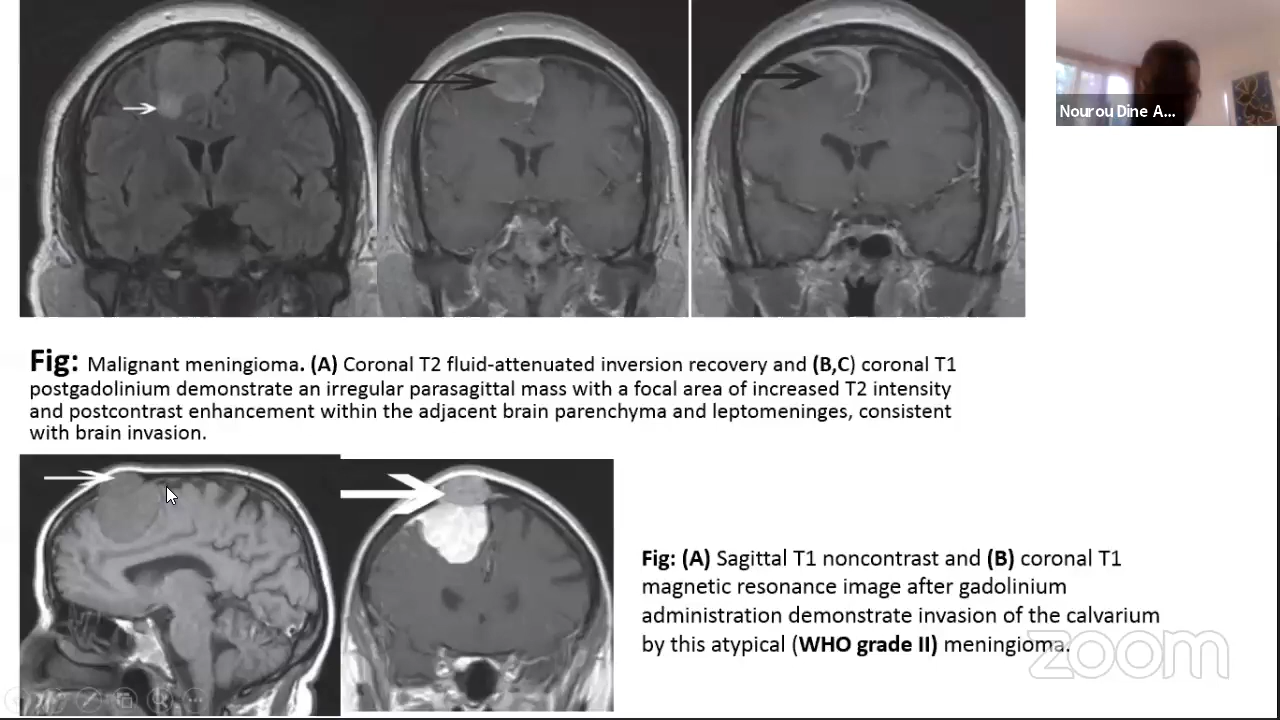 Nourou Dine A...
Fig: Malignant meningioma. (A) Coronal T2 fluid-attenuated inversion recovery and (B,C) coronal T1
postgadolinium demonstrate an irregular parasagittal mass with a focal area of increased T2 intensity
and postcontrast enhancement within the adjacent brain parenchyma and leptomeninges, consistent
with brain invasion.
Fig: (A) Sagittal T1 noncontrast and (B) coronal T1
magnetic resonance image after gadolinium
administration demonstrate invasion of the calvarium
by this atypical (WHO grade II) meningioma.
zoom